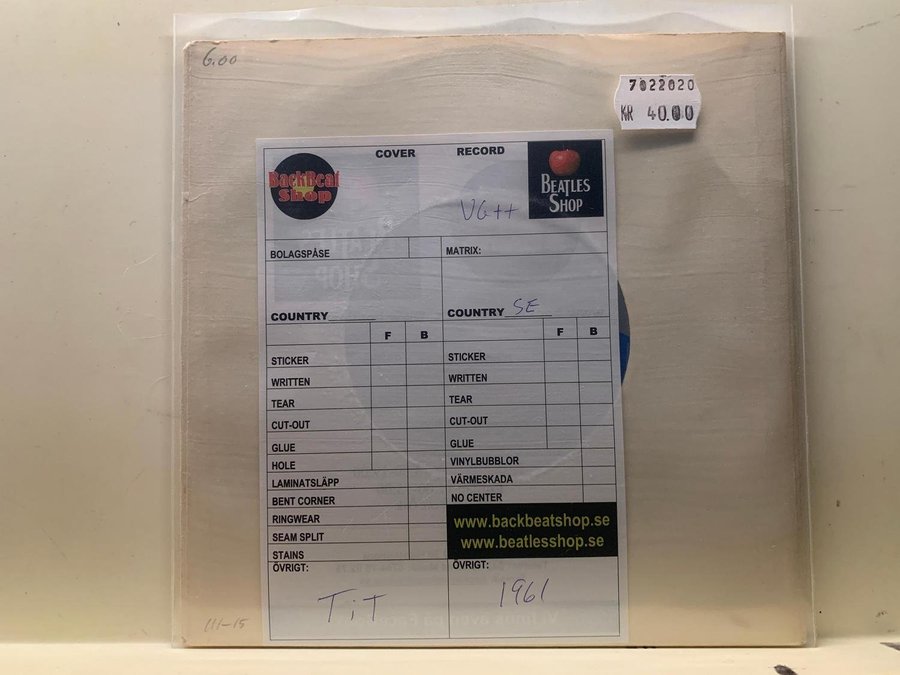 6.00
7022020
KR 40.00
COVER
RECORD
BackBeat
Shop
BEATLES
SHOP
VG++
BOLAGSPÅSE
MATRIX:
COUNTRY
COUNTRY SE
F B
F B
STICKER
STICKER
WRITTEN
WRITTEN
TEAR
TEAR
CUT-OUT
CUT-OUT
GLUE
GLUE
HOLE
VINYLBUBBLOR
LAMINATSLÄPP
VÄRMESKADA
BENT CORNER
NO CENTER
RINGWEAR
www.backbeatshop.se
SEAM SPLIT
www.beatlesshop.se
STAINS
ÖVRIGT:
ÖVRIGT:
TiT
1961
111-15